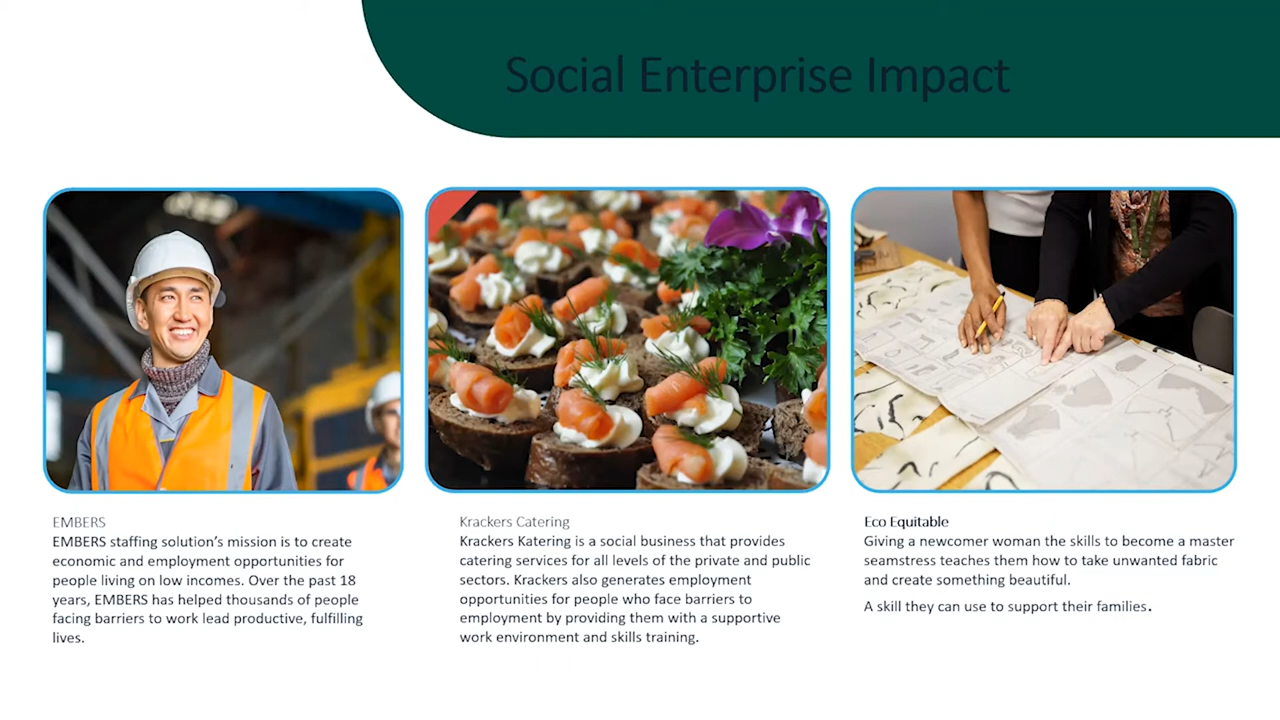 Social Enterprise Impact
EMBERS
EMBERS staffing solution's mission is to create
economic and employment opportunities for
people living on low incomes. Over the past 18
years, EMBERS has helped thousands of people
facing barriers to work lead productive, fulfilling
lives.
Krackers Catering
Krackers Katering is a social business that provides
catering services for all levels of the private and public
sectors. Krackers also generates employment
opportunities for people who face barriers to
employment by providing them with a supportive
work environment and skills training.
Eco Equitable
Giving a newcomer woman the skills to become a master
seamstress teaches them how to take unwanted fabric
and create something beautiful.
A skill they can use to support their families.